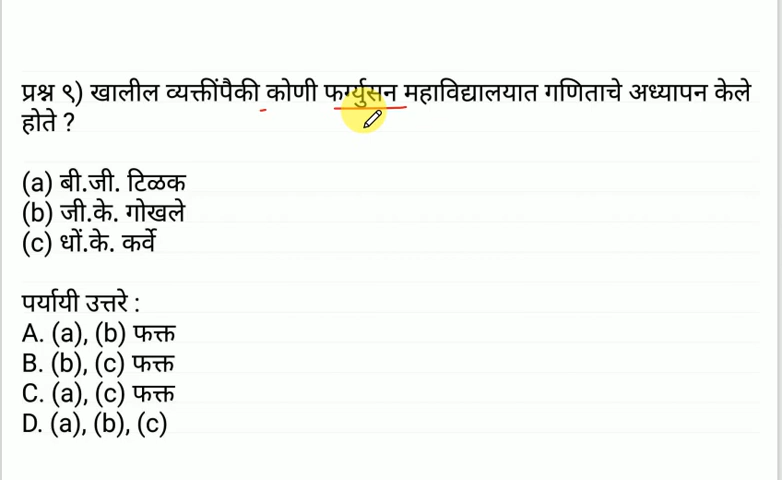 प्रश्न ९) खालील व्यक्तींपैकी कोणी फर्ग्युसन महाविद्यालयात गणिताचे अध्यापन केले
होते ?
(a) बी.जी. टिळक
(b) जी.के. गोखले
(c) धों.के. कर्वे
पर्यायी उत्तरे :
A. (a), (b) फक्त
B. (b), (c) फक्त
C. (a), (c) फक्त
D. (a), (b), (c)